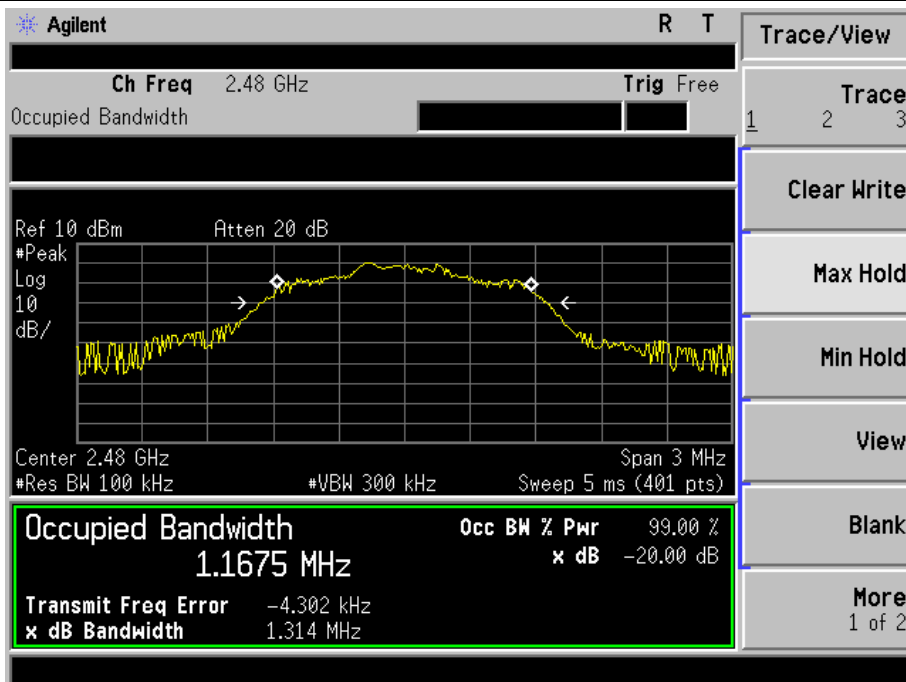 Agilent R T
Trace/View
Ch Freq 2.48 GHz Trig Free
Occupied Bandwidth
Trace
1 2 3
Clear Write
Max Hold
Min Hold
View
Blank
More
1 of 2
Ref 10 dBm Atten 20 dB
#Peak
Log
10
dB/
Center 2.48 GHz Span 3 MHz
#Res BW 100 kHz #VBW 300 kHz Sweep 5 ms (401 pts)
Occupied Bandwidth Occ BW % Pwr 99.00 %
1.1675 MHz x dB -20.00 dB
Transmit Freq Error -4.302 kHz
x dB Bandwidth 1.314 MHz